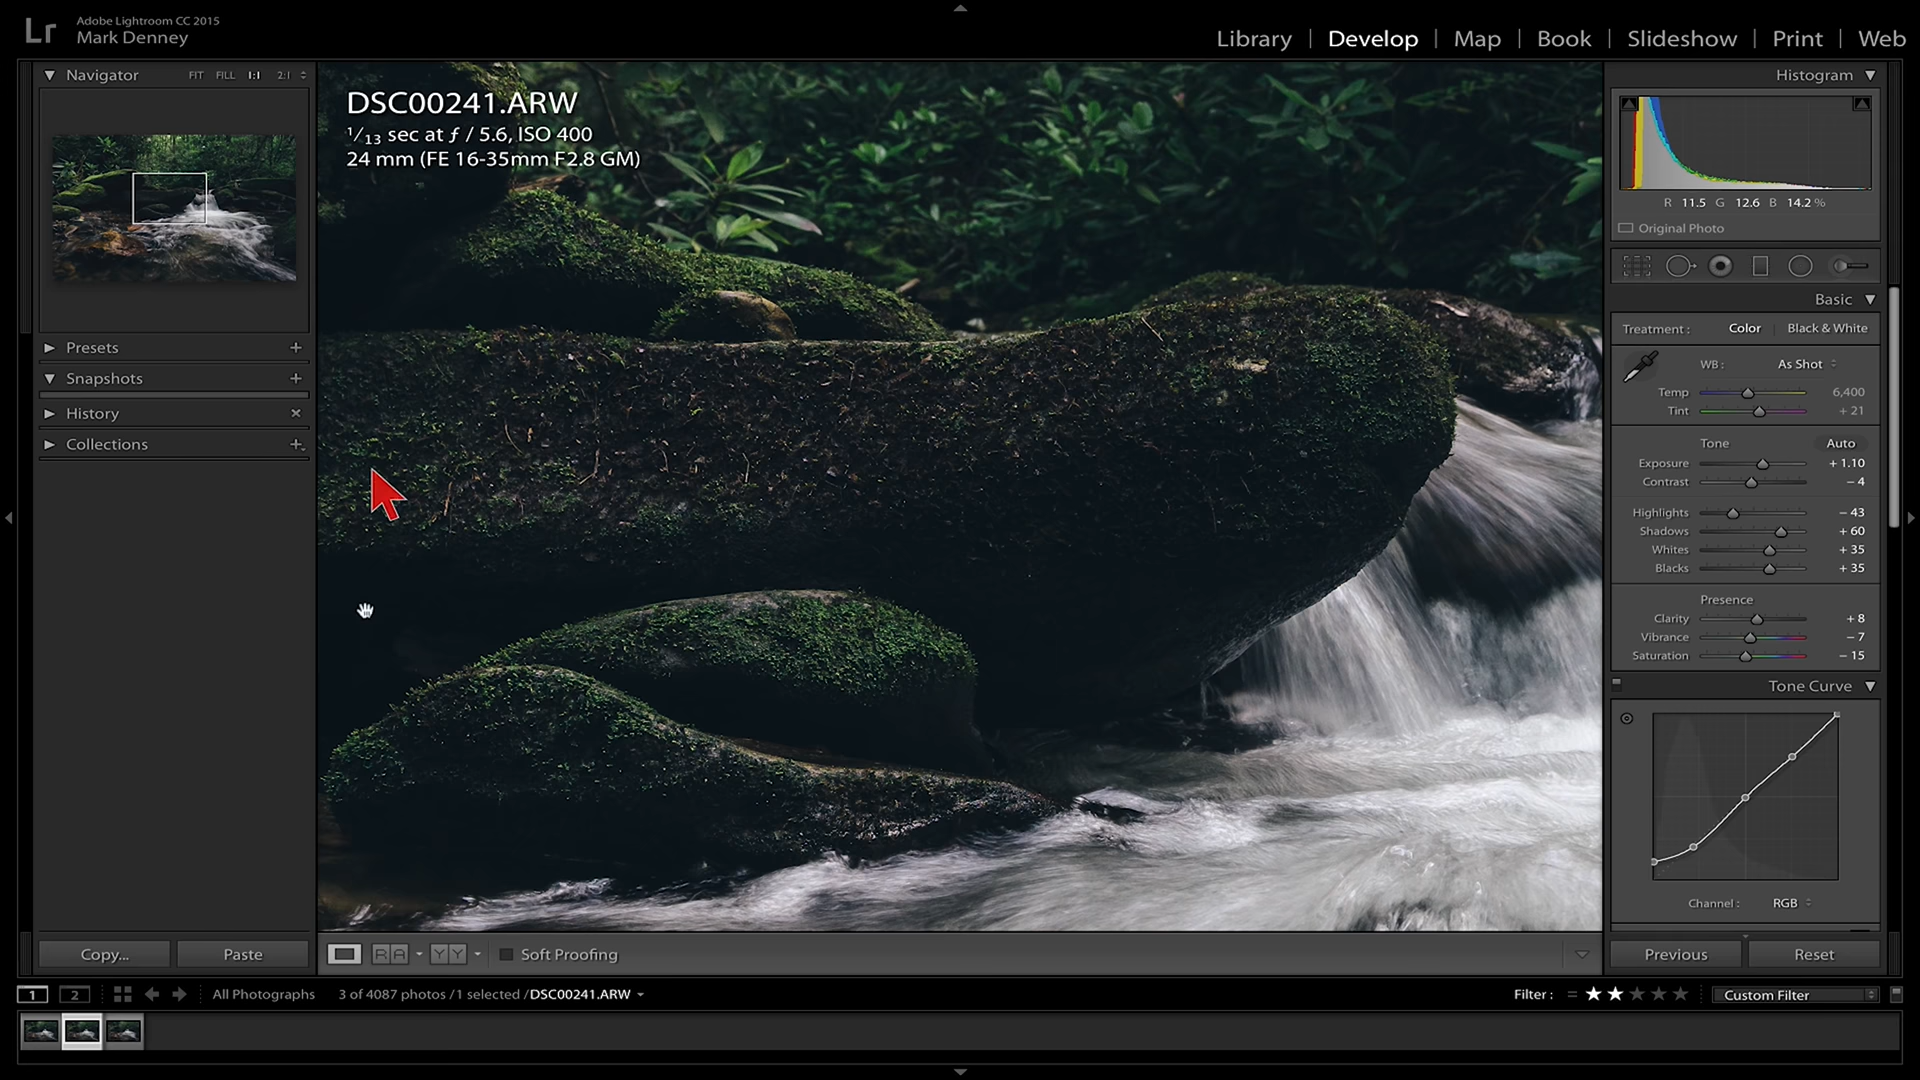 Lr
Adobe Lightroom CC 2015
Mark Denney
Library | Develop | Map | Book | Slideshow | Print | Web
Navigator FIT FILL 1:1 2:1
DSC00241.ARW
1/13 sec at ƒ / 5.6, ISO 400
24 mm (FE 16-35mm F2.8 GM)
Presets
Snapshots
History
Collections
Copy...
Paste
Histogram
R 11.5 G 12.6 B 14.2 %
Original Photo
Basic
Treatment : Color Black & White
WB : As Shot
Temp 6,400
Tint + 21
Tone Auto
Exposure + 1.10
Contrast − 4
Highlights − 43
Shadows + 60
Whites + 35
Blacks + 35
Presence
Clarity + 8
Vibrance − 7
Saturation − 15
Tone Curve
Channel : RGB
Previous
Reset
R A Y Y Soft Proofing
1 2 All Photographs 3 of 4087 photos /1 selected /DSC00241.ARW
Filter : Custom Filter